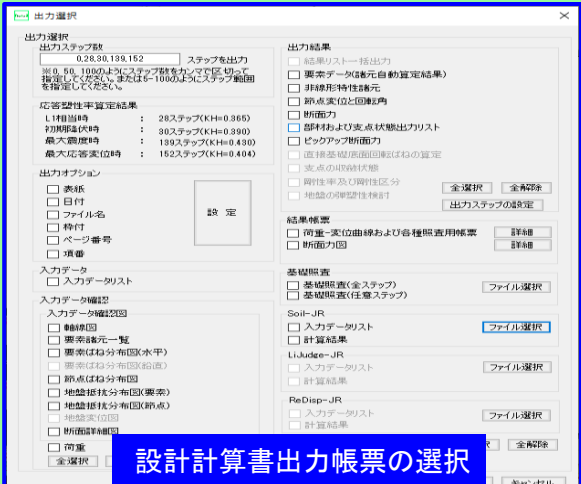 出力選択
出力選択
出力ステップ数
0,28,30,139,152 ステップを出力
※0, 50, 100のようにステップ数をカンマで区切って
指定してください。または5-100のようにステップ範囲
を指定してください。
応答塑性率算定結果
L1相当時 : 28ステップ(KH=0.365)
初期降伏時 : 30ステップ(KH=0.390)
最大震度時 : 139ステップ(KH=0.430)
最大応答変位時 : 152ステップ(KH=0.404)
出力オプション
表紙
日付
ファイル名
枠付
ページ番号
項番
設 定
入力データ
入力データリスト
入力データ確認
入力データ確認図
軸線図
要素諸元一覧
要素ばね分布図(水平)
要素ばね分布図(鉛直)
節点ばね分布図
地盤抵抗分布図(要素)
地盤抵抗分布図(節点)
地盤変位図
断面詳細図
荷重
全選択
出力結果
結果リスト一括出力
要素データ(諸元自動算定結果)
非線形特性諸元
節点変位と回転角
断面力
部材および支点状態出力リスト
ピックアップ断面力
直接基礎底面回転ばねの算定
支点の収斂状態
剛性率及び剛性区分
地盤の弾塑性検討
全選択 全解除
出力ステップの設定
結果帳票
荷重-変位曲線および各種照査用帳票 詳細
断面力図 詳細
基礎照査
基礎照査(全ステップ)
基礎照査(任意ステップ)
ファイル選択
Soil-JR
入力データリスト ファイル選択
計算結果
LiJudge-JR
入力データリスト ファイル選択
計算結果
ReDisp-JR
入力データリスト ファイル選択
計算結果
全解除
設計計算書出力帳票の選択
キャンセル